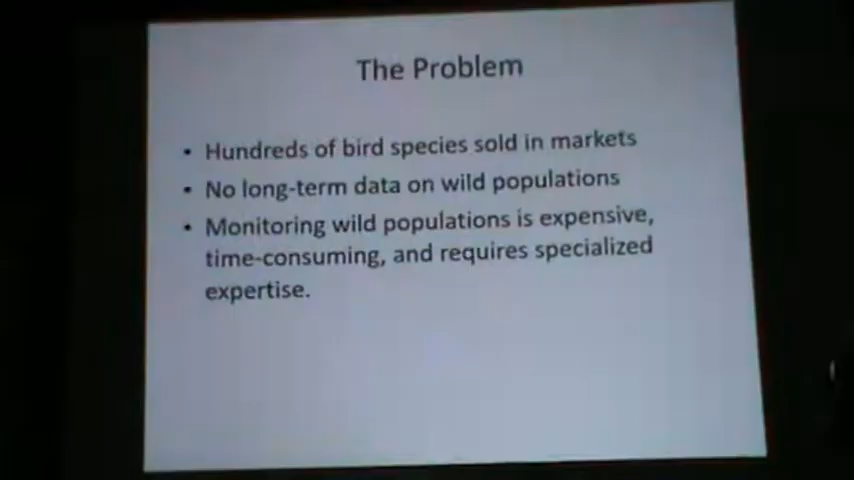 The Problem
• Hundreds of bird species sold in markets
• No long-term data on wild populations
• Monitoring wild populations is expensive,
time-consuming, and requires specialized
expertise.